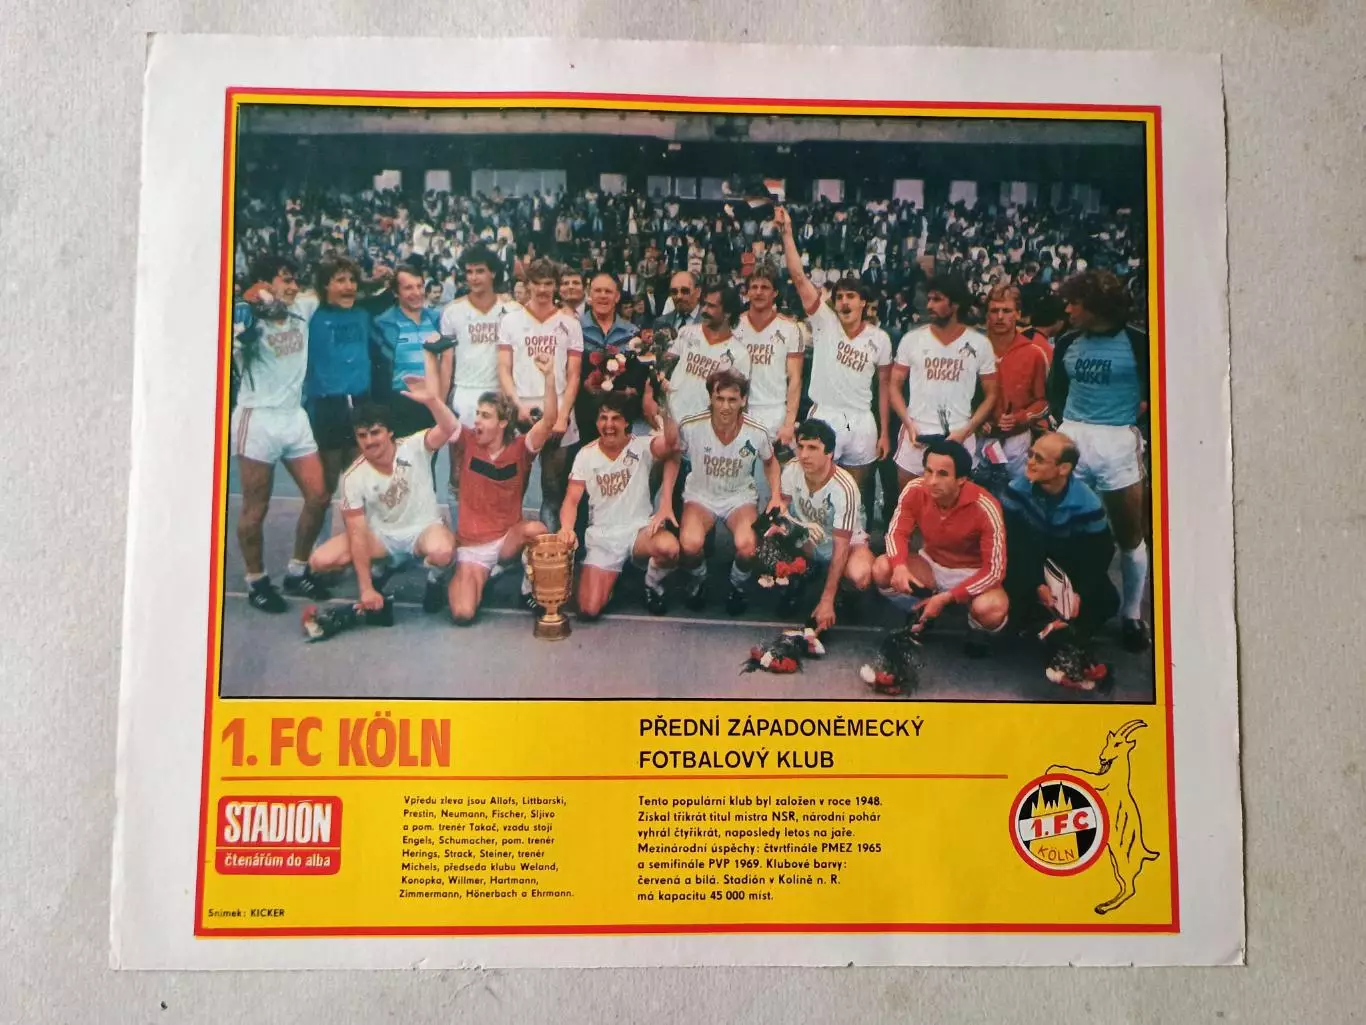 DOPPEL
DUSCH
DOPPEL
DUSCH
DOPPEL
DUSCH
DOPPEL
DUSCH
DOPPEL
DUSCH
DOPPEL
DUSCH
DOPPEL
DUSCH
1. FC KÖLN
PŘEDNÍ ZÁPADONĚMECKÝ
FOTBALOVÝ KLUB
STADIÓN
čtenářům do alba
Vpředu zleva jsou Allofs, Littbarski,
Prestin, Neumann, Fischer, Sljivo
a pom. trenér Takač, vzadu stojí
Engels, Schumacher, pom. trenér
Herings, Strack, Steiner, trenér
Michels, předseda klubu Weland,
Konopka, Willmer, Hartmann,
Zimmermann, Hönerbach a Ehrmann.
Tento populární klub byl založen v roce 1948.
Získal třikrát titul mistra NSR, národní pohár
vyhrál čtyřikrát, naposledy letos na jaře.
Mezinárodní úspěchy: čtvrtfinále PMEZ 1965
a semifinále PVP 1969. Klubové barvy:
červená a bílá. Stadión v Kolíně n. R.
má kapacitu 45 000 míst.
1. FC
KÖLN
Snímek: KICKER